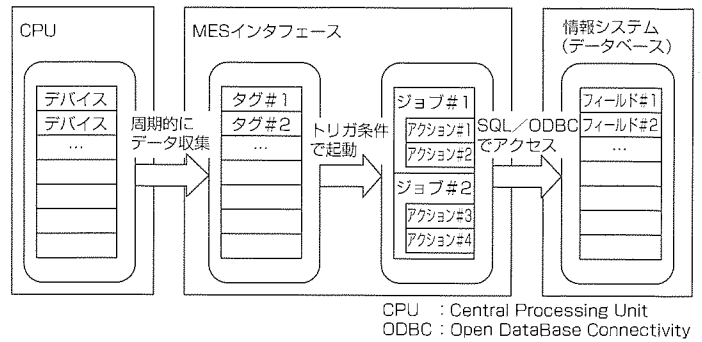 CPU
デバイス
デバイス
…
周期的に
データ収集
MESインタフェース
タグ#1
タグ#2
…
トリガ条件
で起動
ジョブ#1
アクション#1
アクション#2
ジョブ#2
アクション#3
アクション#4
SQL/ODBC
でアクセス
情報システム
(データベース)
フィールド#1
フィールド#2
…
CPU : Central Processing Unit
ODBC : Open DataBase Connectivity